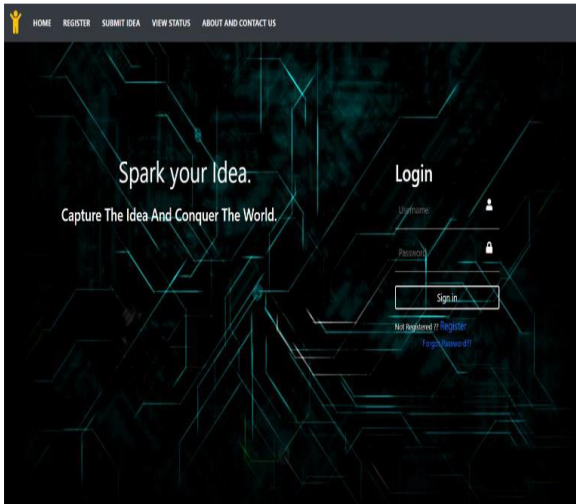 HOME REGISTER SUBMIT IDEA VIEW STATUS ABOUT AND CONTACT US
Spark your Idea.
Capture The Idea And Conquer The World.
Login
Username
Password
Sign in
Not Registered ?? Register
Forgot Password??